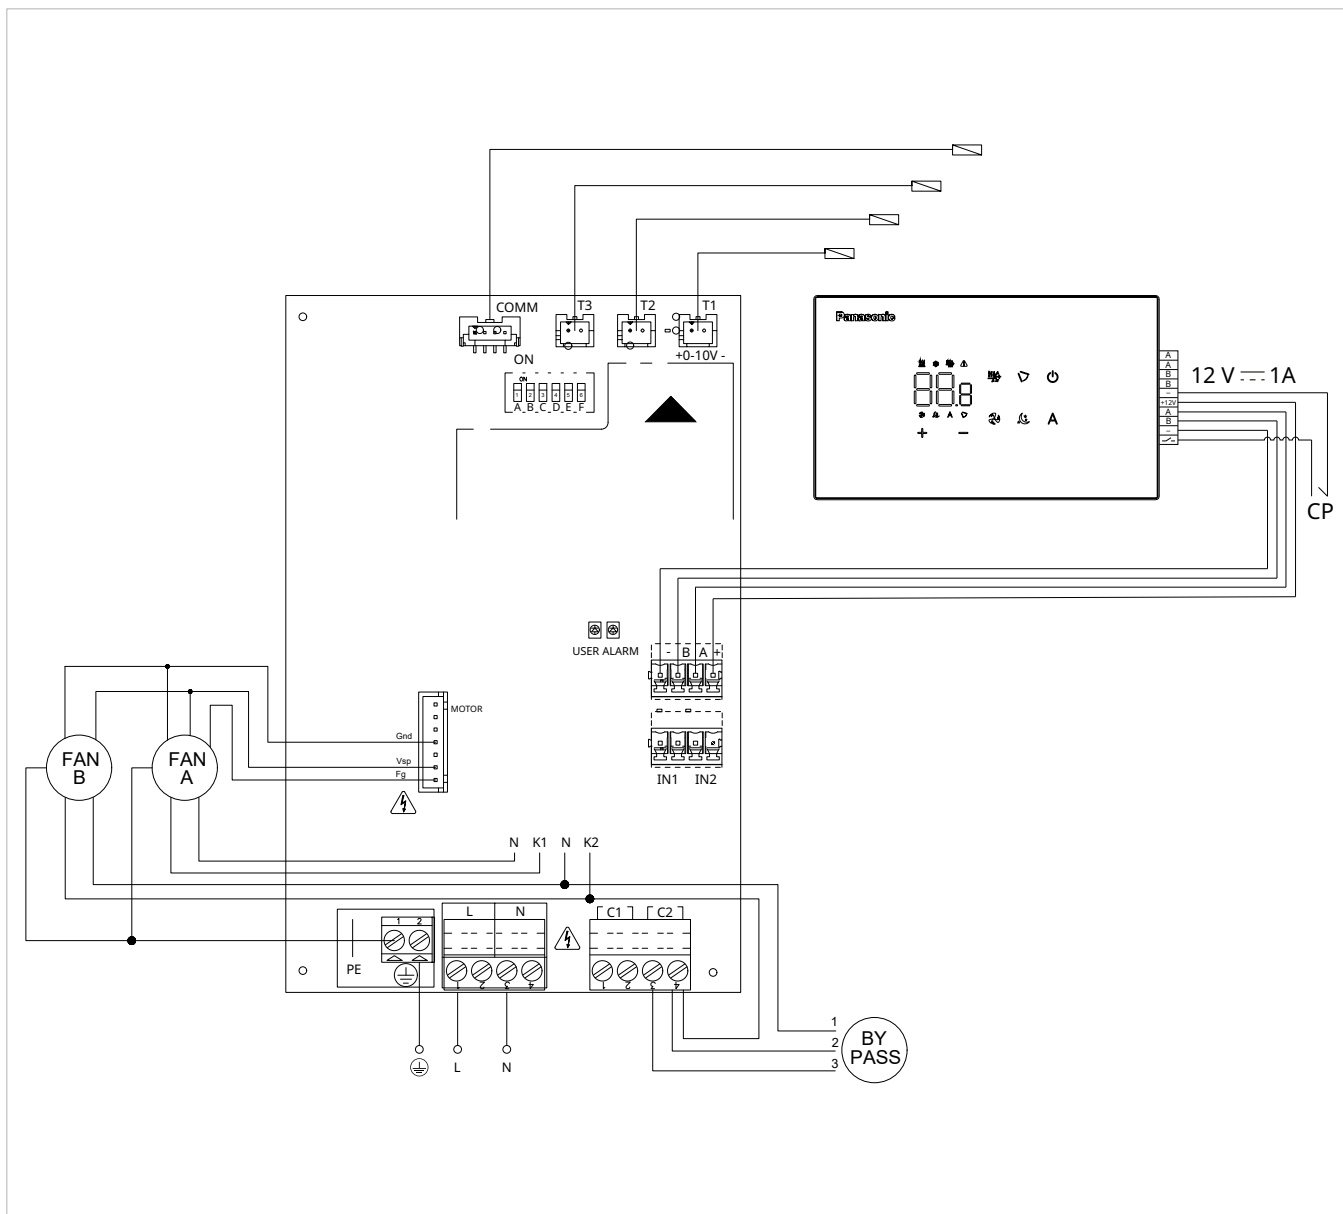 COMM
T3
T2
T1
ON
+0-10V -
ON
1 2 3 4 5 6
A B C D E F
Panasonic
88.8
A
A
+ −
A
A
B
B
−
+12V
A
B
−
12 V 1A
CP
USER ALARM
- B A +
IN1 IN2
MOTOR
Gnd
Vsp
Fg
FAN
B
FAN
A
N K1 N K2
L N
C1 C2
1 2
PE
1 2 3 4
1 2 3 4
L
N
1
2
3
BY
PASS